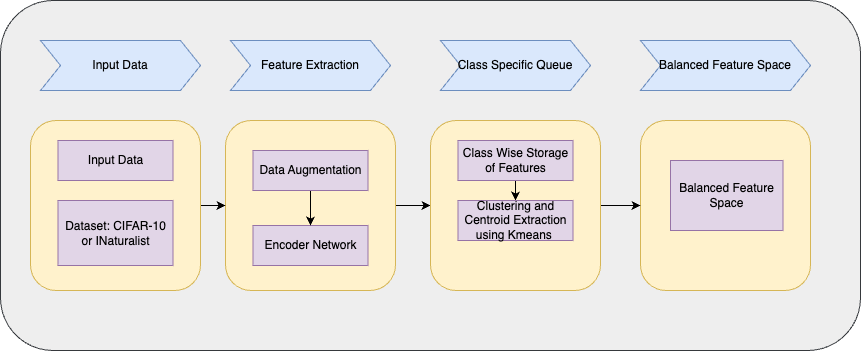 Input Data
Feature Extraction
Class Specific Queue
Balanced Feature Space
Input Data
Dataset: CIFAR-10
or INaturalist
Data Augmentation
Encoder Network
Class Wise Storage
of Features
Clustering and
Centroid Extraction
using Kmeans
Balanced Feature
Space